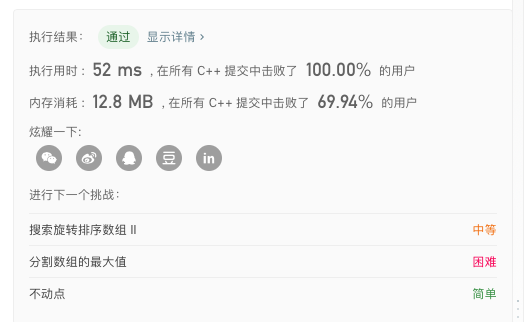 执行结果： 通过 显示详情 ›
执行用时：52 ms ，在所有 C++ 提交中击败了 100.00% 的用户
内存消耗：12.8 MB ，在所有 C++ 提交中击败了 69.94% 的用户
炫耀一下:
豆 in
进行下一个挑战：
搜索旋转排序数组 II 中等
分割数组的最大值 困难
不动点 简单